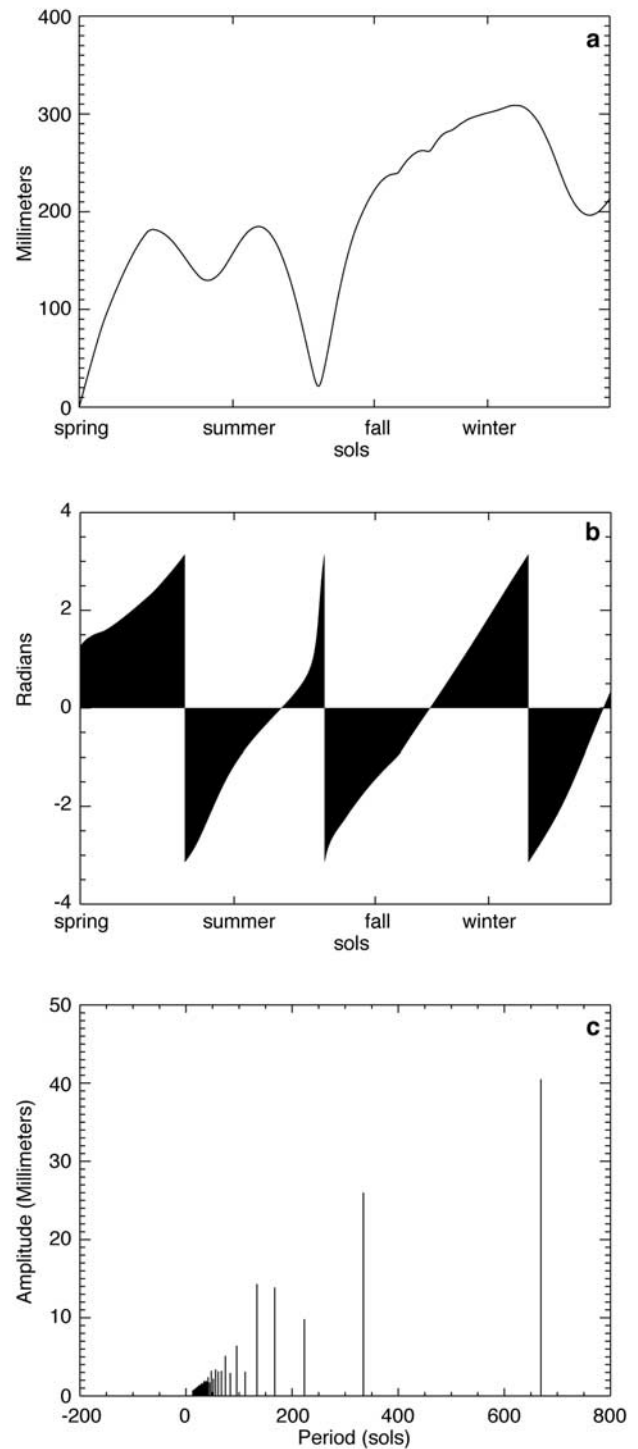 a
400
300
200
100
0
Millimeters
spring summer fall winter
sols
b
4
2
0
-2
-4
Radians
spring summer fall winter
sols
c
50
40
30
20
10
0
Amplitude (Millimeters)
-200 0 200 400 600 800
Period (sols)